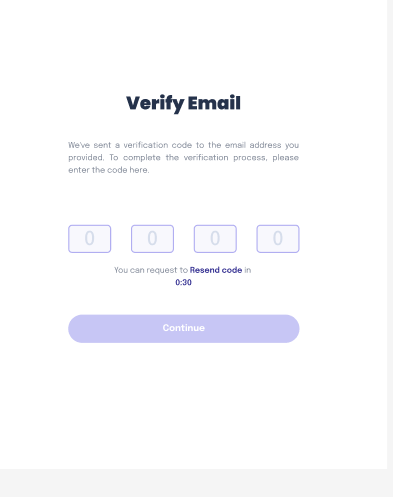 Verify Email
We've sent a verification code to the email address you
provided. To complete the verification process, please
enter the code here.
0 0 0 0
You can request to Resend code in
0:30
Continue